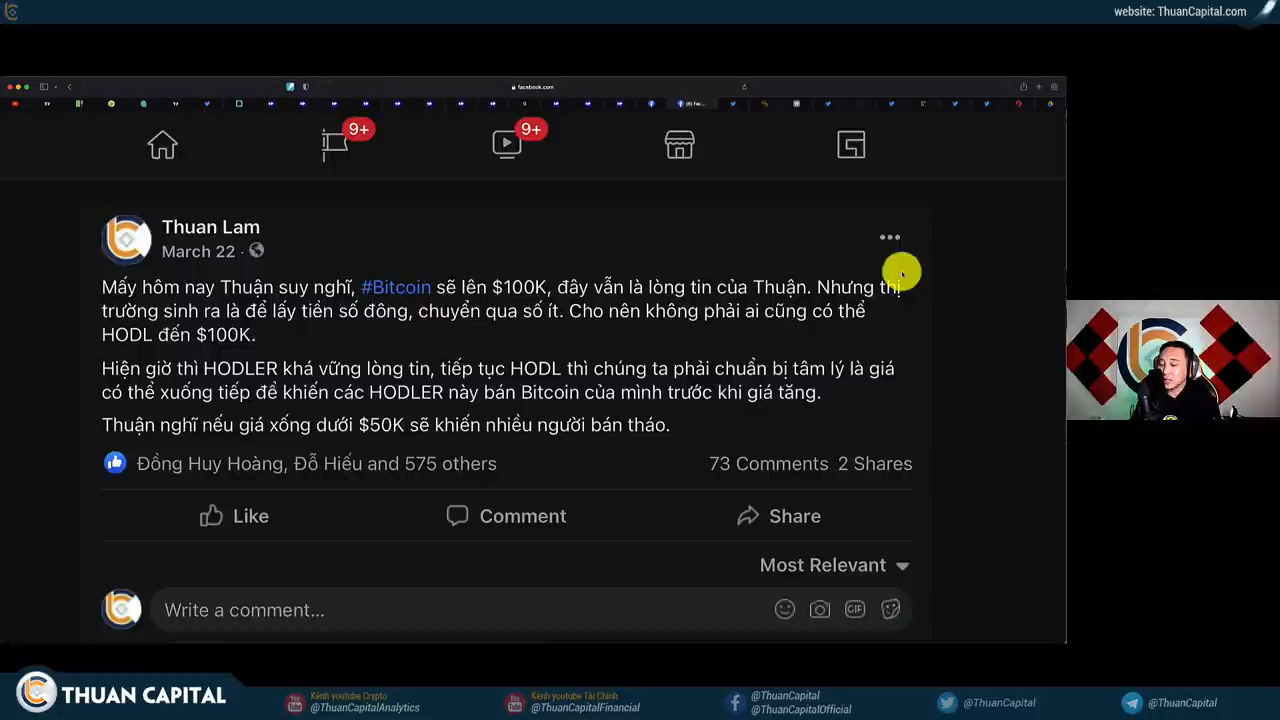 website: ThuanCapital.com
facebook.com
9+
9+
Thuan Lam
March 22 ·
Mấy hôm nay Thuận suy nghĩ, #Bitcoin sẽ lên $100K, đây vẫn là lòng tin của Thuận. Nhưng thị
trường sinh ra là để lấy tiền số đông, chuyển qua số ít. Cho nên không phải ai cũng có thể
HODL đến $100K.
Hiện giờ thì HODLER khá vững lòng tin, tiếp tục HODL thì chúng ta phải chuẩn bị tâm lý là giá
có thể xuống tiếp để khiến các HODLER này bán Bitcoin của mình trước khi giá tăng.
Thuận nghĩ nếu giá xống dưới $50K sẽ khiến nhiều người bán tháo.
Đồng Huy Hoàng, Đỗ Hiếu and 575 others
73 Comments 2 Shares
Like
Comment
Share
Most Relevant
Write a comment...
GIF
THUAN CAPITAL
Kênh youtube Crypto
@ThuanCapitalAnalytics
Kênh youtube Tài Chính
@ThuanCapitalFinancial
@ThuanCapital
@ThuanCapitalOfficial
@ThuanCapital
@ThuanCapital